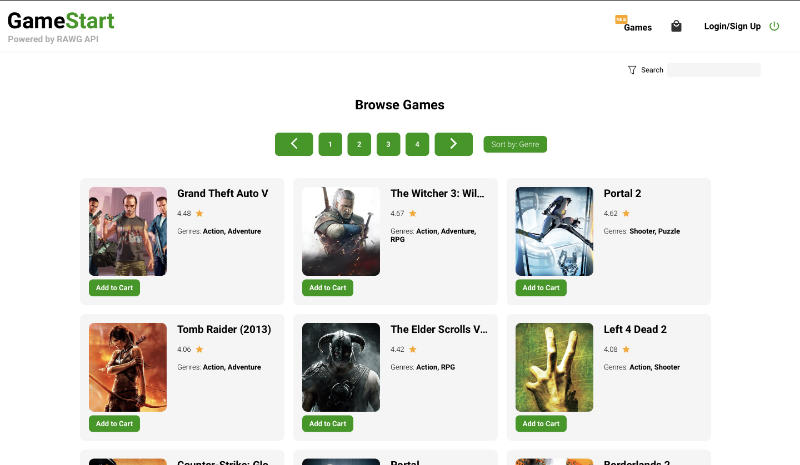 GameStart
Powered by RAWG API
NEW
Games
Login/Sign Up
Search
Browse Games
1 2 3 4 Sort by: Genre
Grand Theft Auto V
4.48
Genres: Action, Adventure
Add to Cart
The Witcher 3: Wil...
4.67
Genres: Action, Adventure,
RPG
Add to Cart
Portal 2
4.62
Genres: Shooter, Puzzle
Add to Cart
Tomb Raider (2013)
4.06
Genres: Action, Adventure
Add to Cart
The Elder Scrolls V...
4.42
Genres: Action, RPG
Add to Cart
Left 4 Dead 2
4.08
Genres: Action, Shooter
Add to Cart
Counter-Strike: Glo...
Portal
Borderlands 2